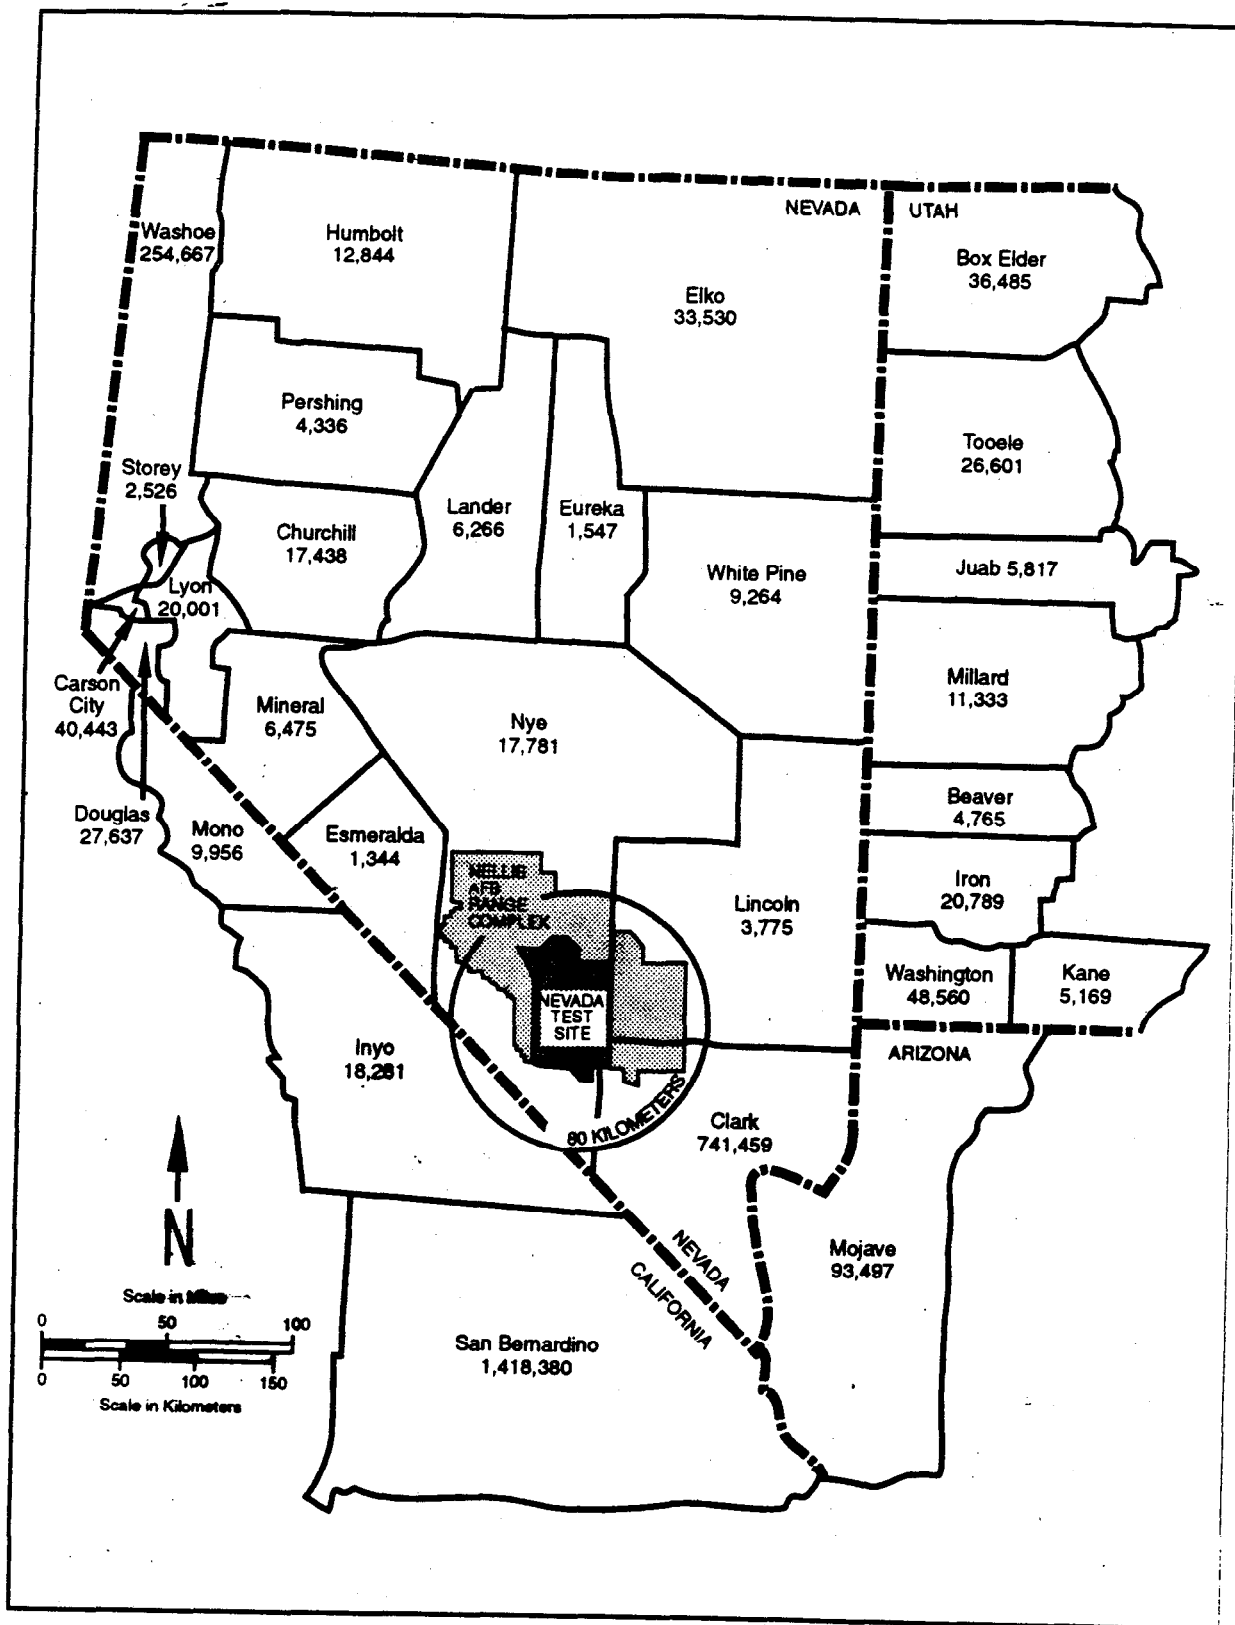 NEVADA
UTAH
Washoe
254,667
Humbolt
12,844
Elko
33,530
Box Elder
36,485
Pershing
4,336
Tooele
26,601
Storey
2,526
Churchill
17,438
Lander
6,266
Eureka
1,547
White Pine
9,264
Juab 5,817
Lyon
20,001
Carson
City
40,443
Mineral
6,475
Nye
17,781
Millard
11,333
Douglas
27,637
Mono
9,956
Esmeralda
1,344
Beaver
4,765
NELLIS
AFB
RANGE
COMPLEX
Lincoln
3,775
Iron
20,789
Washington
48,560
Kane
5,169
NEVADA
TEST
SITE
ARIZONA
Inyo
18,281
80 KILOMETERS
Clark
741,459
N
NEVADA
CALIFORNIA
Mojave
93,497
Scale in Miles
0 50 100
0 50 100 150
Scale in Kilometers
San Bernardino
1,418,380